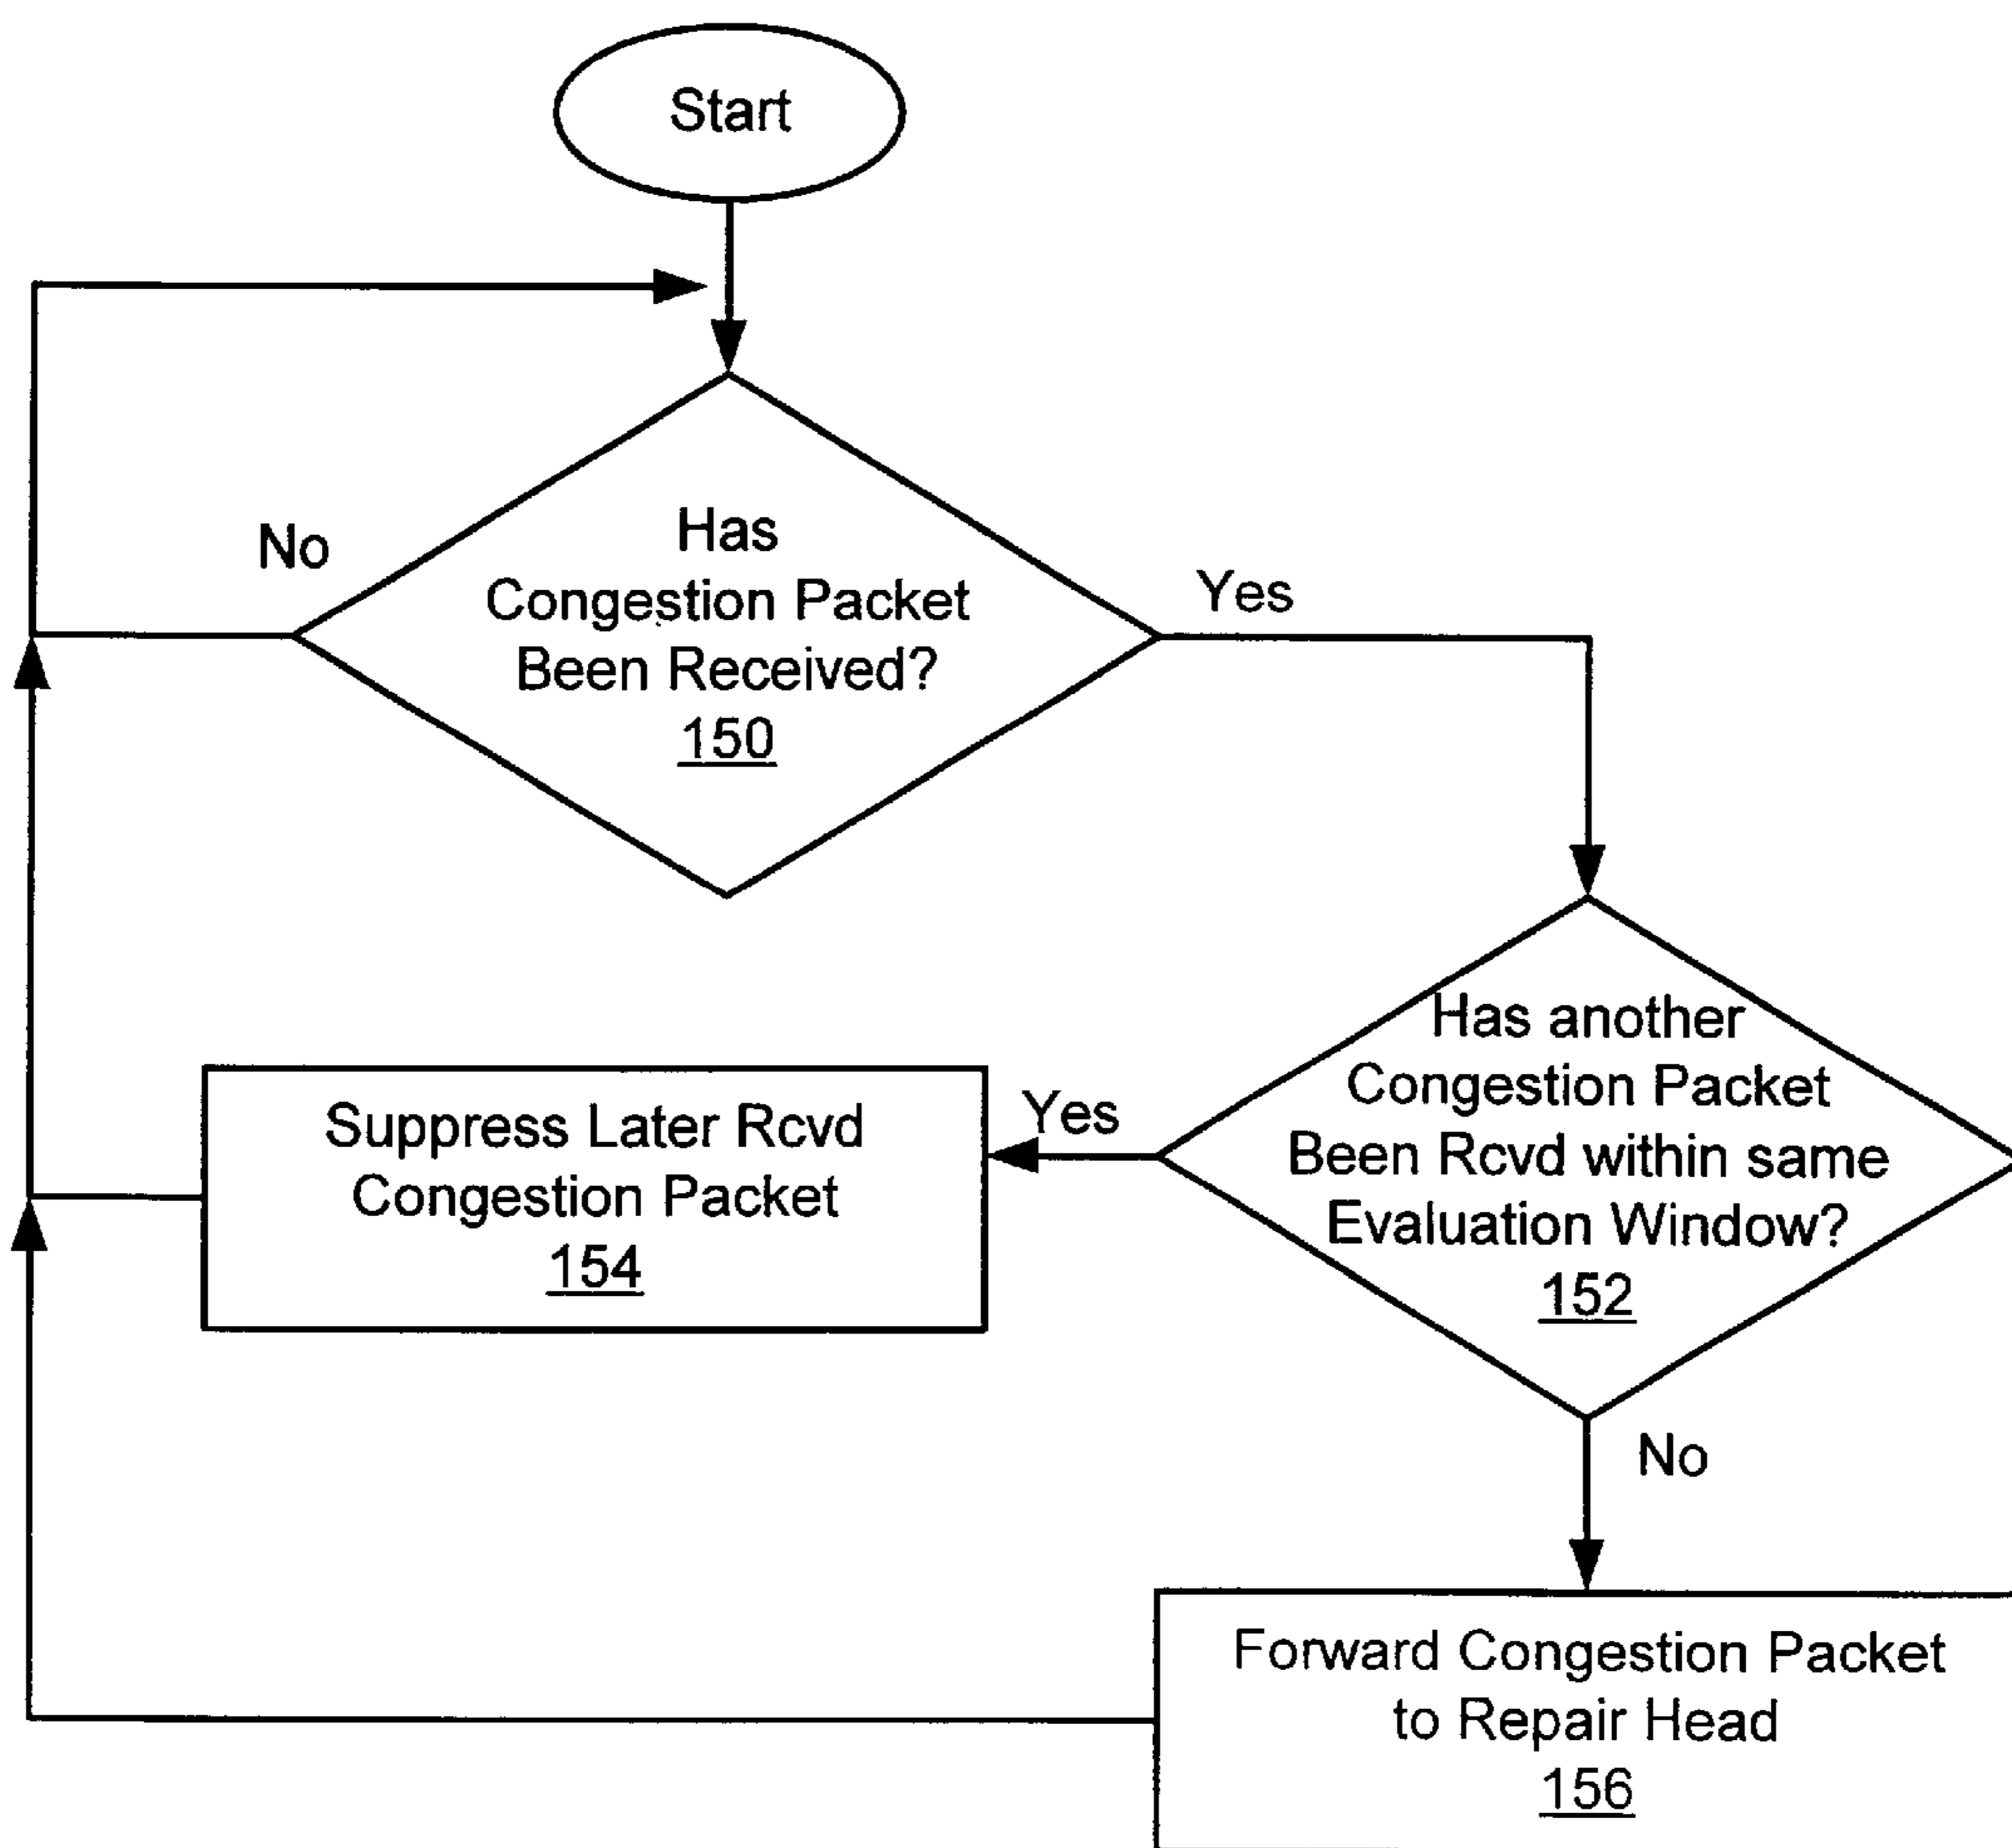 Start
No
Has
Congestion Packet
Been Received?
150
Yes
Has another
Congestion Packet
Been Rcvd within same
Evaluation Window?
152
Yes
Suppress Later Rcvd
Congestion Packet
154
No
Forward Congestion Packet
to Repair Head
156